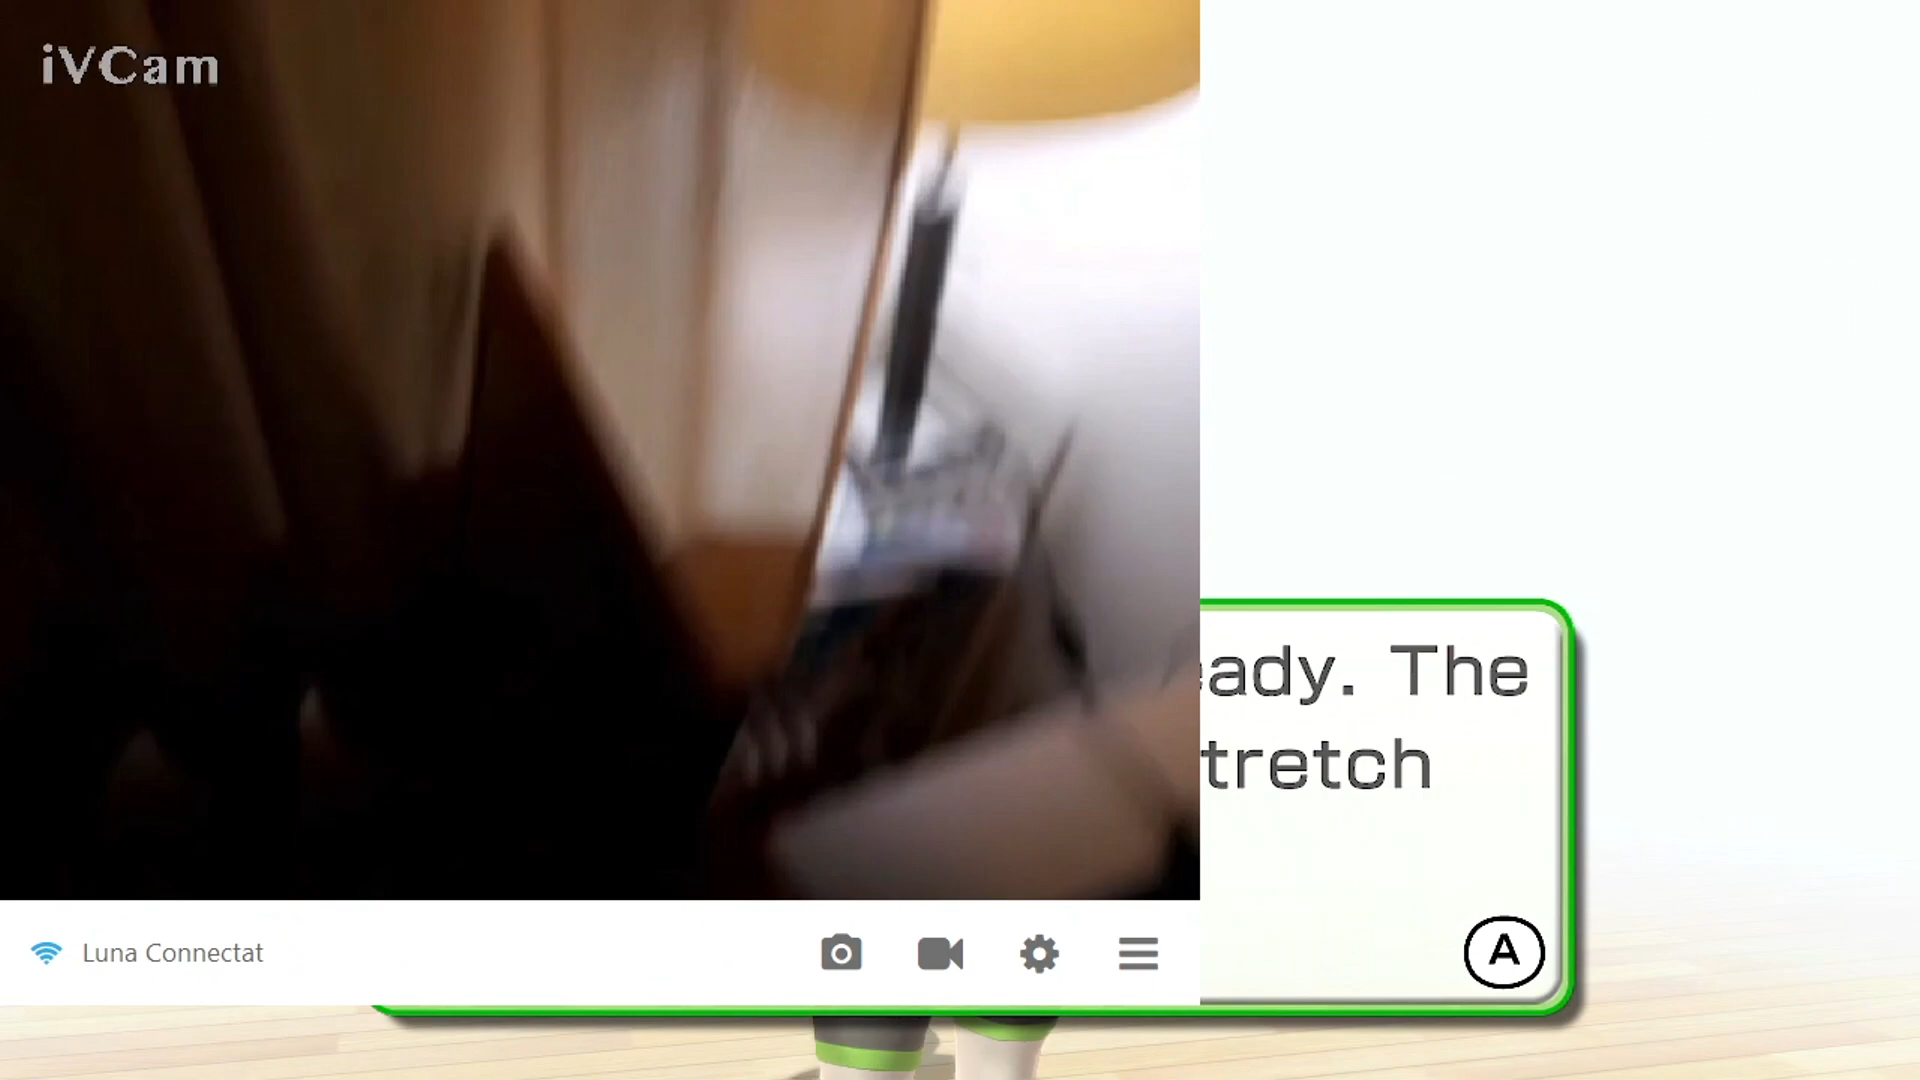 iVCam
ady. The
tretch
A
Luna Connectat